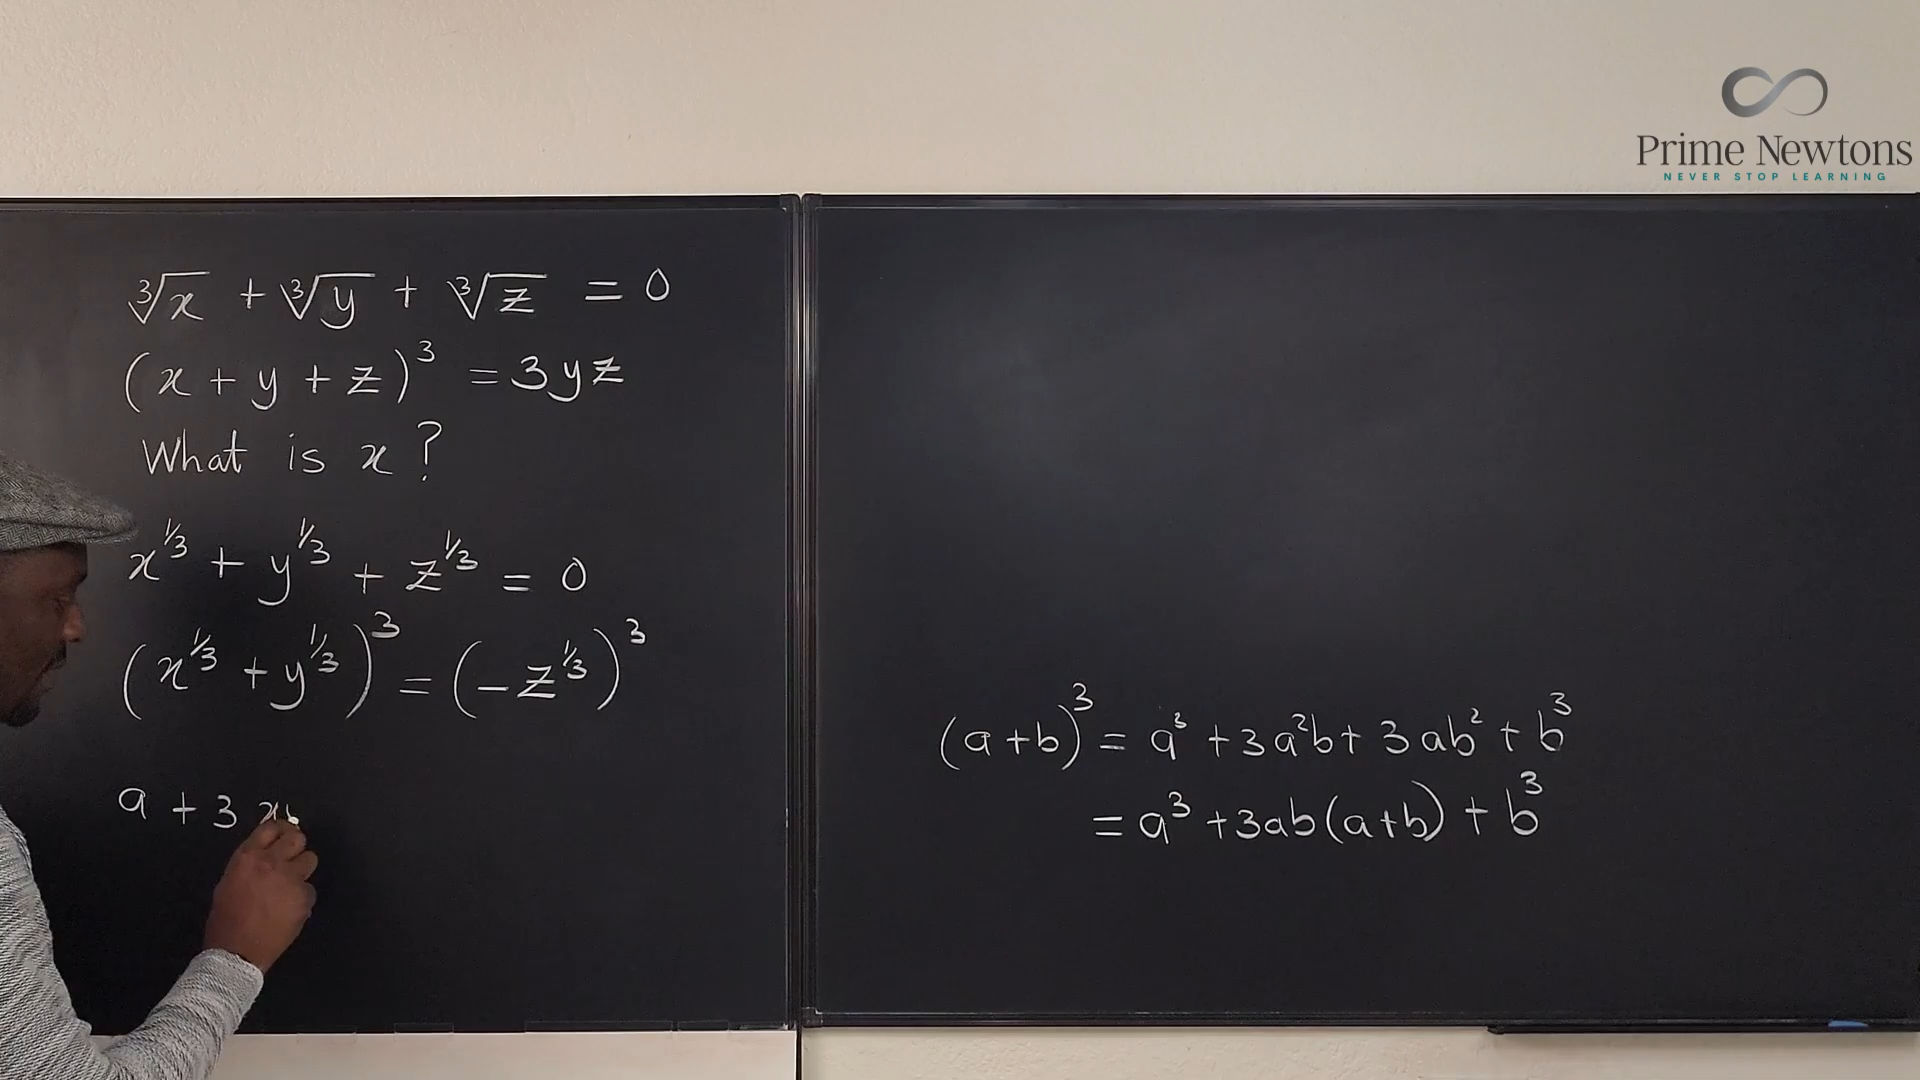 Prime Newtons
NEVER STOP LEARNING
∛x + ∛y + ∛z = 0
(x + y + z)³ = 3yz
What is x ?
x^⅓ + y^⅓ + z^⅓ = 0
(x^⅓ + y^⅓)³ = (-z^⅓)³
a + 3
(a+b)³ = a³ + 3a²b + 3ab² + b³
= a³ + 3ab(a+b) + b³